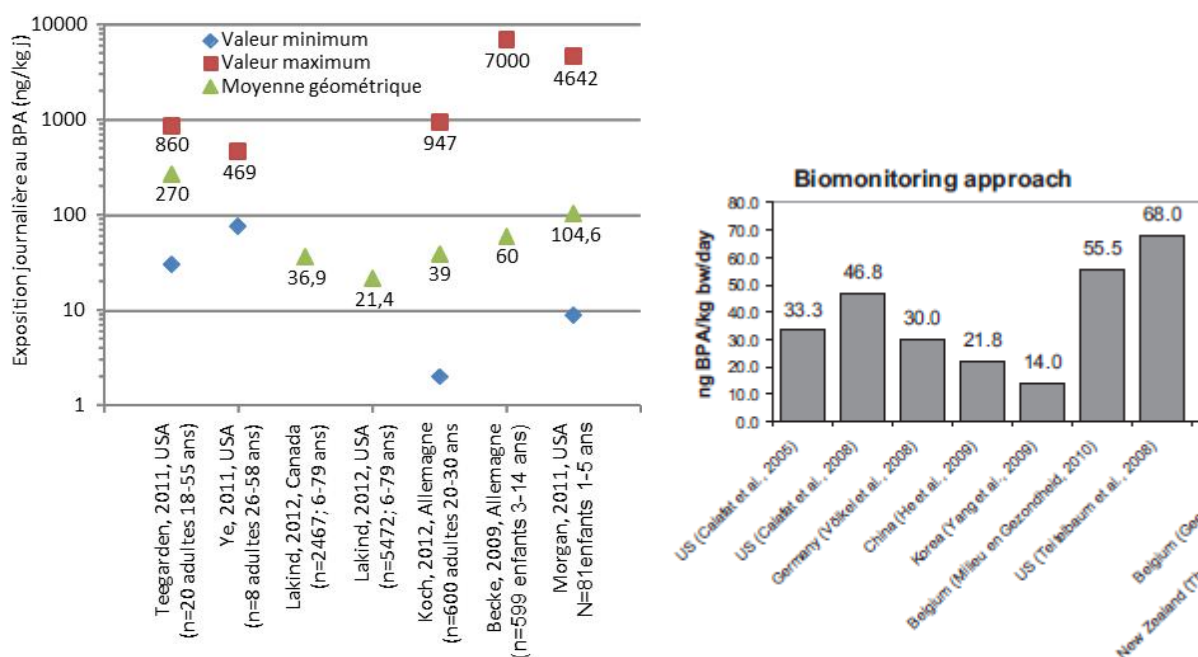 Exposition journalière au BPA (ng/kg j)
10000
1000
100
10
1
Valeur minimum
Valeur maximum
Moyenne géométrique
860
270
469
36,9
21,4
947
39
7000
60
4642
104,6
Teegarden, 2011, USA
(n=20 adultes 18-55 ans)
Ye, 2011, USA
(n=8 adultes 26-58 ans)
Lakind, 2012, Canada
(n=2467; 6-79 ans)
Lakind, 2012, USA
(n=5472; 6-79 ans)
Koch, 2012, Allemagne
(n=600 adultes 20-30 ans
Becke, 2009, Allemagne
(n=599 enfants 3-14 ans)
Morgan, 2011, USA
N=81enfants 1-5 ans
Biomonitoring approach
ng BPA/kg bw/day
80.0
70.0
60.0
50.0
40.0
30.0
20.0
10.0
0.0
33.3
46.8
30.0
21.8
14.0
55.5
68.0
US (Calafat et al., 2005)
US (Calafat et al., 2008)
Germany (Völkel et al., 2008)
China (He et al., 2009)
Korea (Yang et al., 2009)
Belgium (Milieu en Gezondheid, 2010)
US (Teitelbaum et al., 2008)
Belgium (Ge
New Zealand (Th